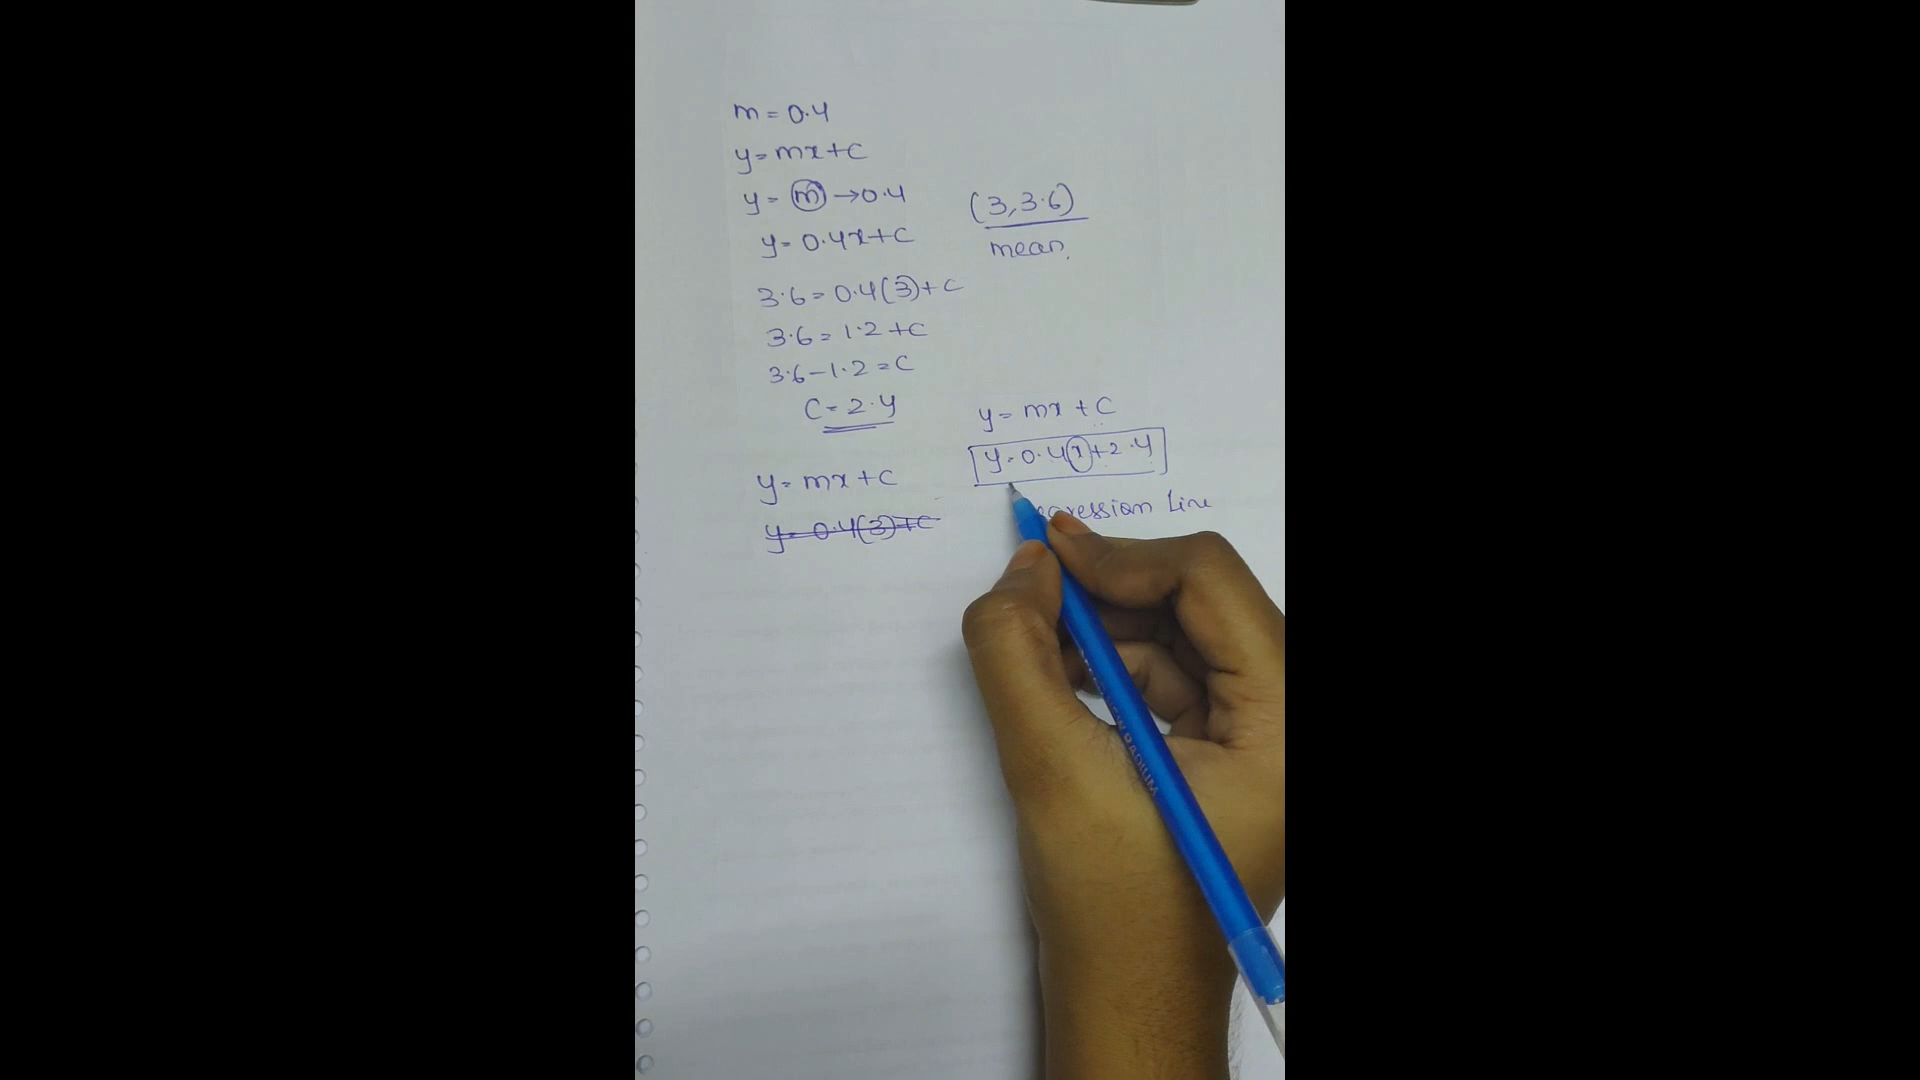 m = 0.4
y = mx + c
y = m → 0.4
y = 0.4x + c
(3, 3.6)
mean
3.6 = 0.4(3) + c
3.6 = 1.2 + c
3.6 - 1.2 = c
c = 2.4
y = mx + c
y = 0.4(3) + c
y = mx + c
y = 0.4x + 2.4
Line